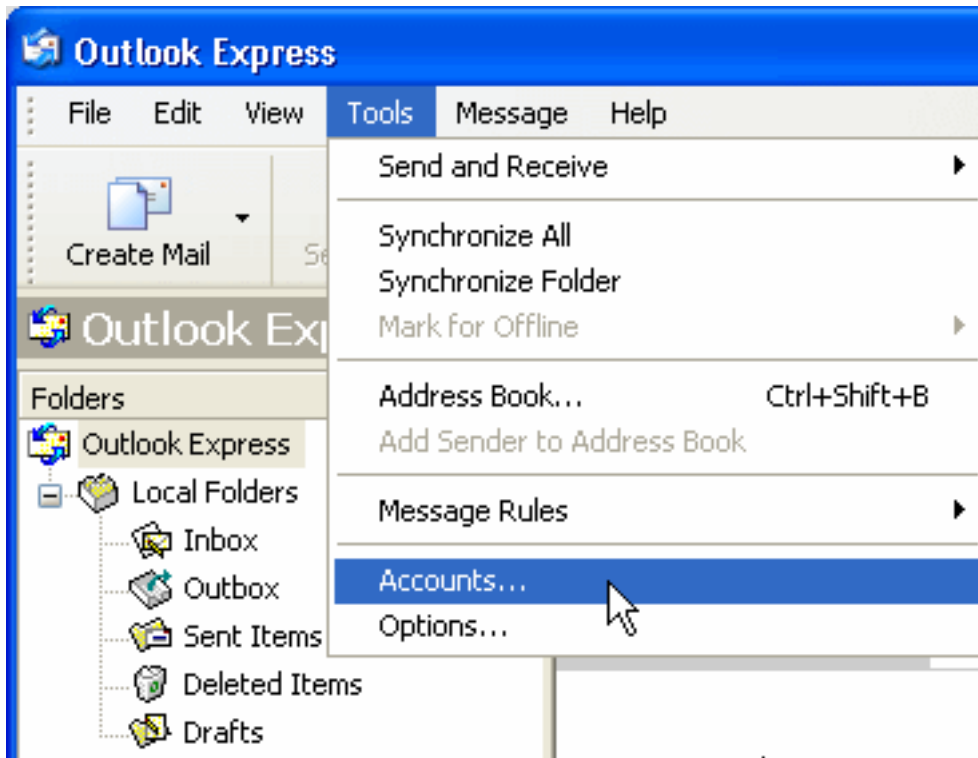 Outlook Express
File Edit View Tools Message Help
Send and Receive
Create Mail
Synchronize All
Synchronize Folder
Mark for Offline
Outlook Exp
Folders
Address Book... Ctrl+Shift+B
Add Sender to Address Book
Outlook Express
Local Folders
Message Rules
Inbox
Accounts...
Outbox
Options...
Sent Items
Deleted Items
Drafts